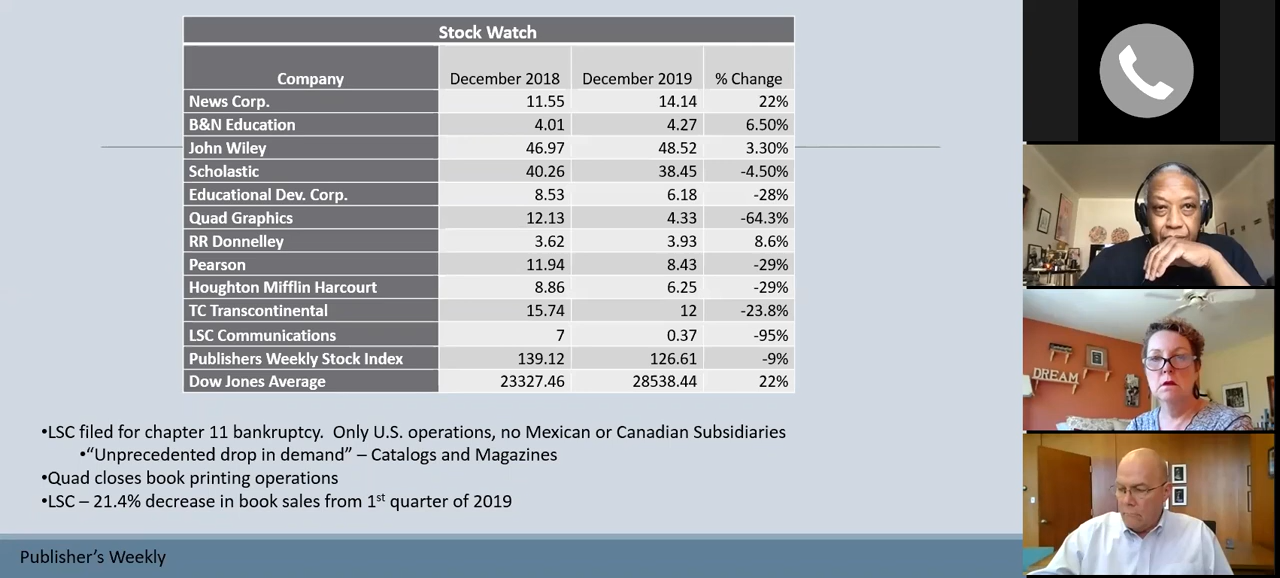 Stock Watch
Company December 2018 December 2019 % Change
News Corp. 11.55 14.14 22%
B&N Education 4.01 4.27 6.50%
John Wiley 46.97 48.52 3.30%
Scholastic 40.26 38.45 -4.50%
Educational Dev. Corp. 8.53 6.18 -28%
Quad Graphics 12.13 4.33 -64.3%
RR Donnelley 3.62 3.93 8.6%
Pearson 11.94 8.43 -29%
Houghton Mifflin Harcourt 8.86 6.25 -29%
TC Transcontinental 15.74 12 -23.8%
LSC Communications 7 0.37 -95%
Publishers Weekly Stock Index 139.12 126.61 -9%
Dow Jones Average 23327.46 28538.44 22%
•LSC filed for chapter 11 bankruptcy.  Only U.S. operations, no Mexican or Canadian Subsidiaries
•“Unprecedented drop in demand” – Catalogs and Magazines
•Quad closes book printing operations
•LSC – 21.4% decrease in book sales from 1st quarter of 2019
Publisher’s Weekly
DREAM